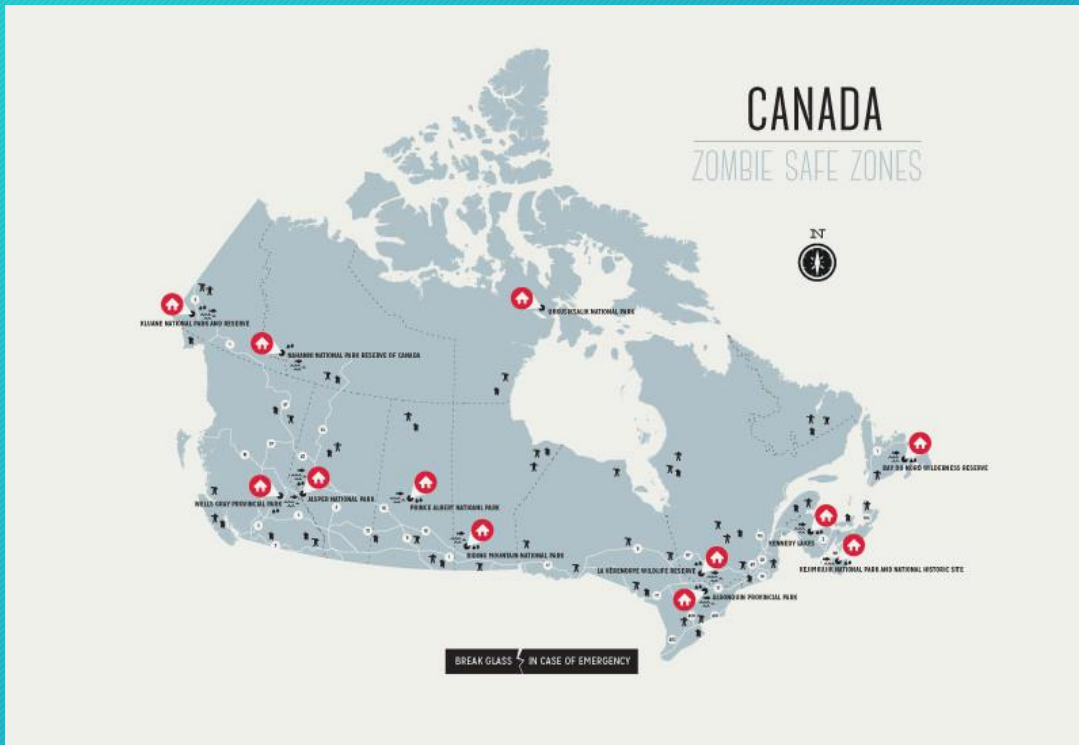 CANADA
ZOMBIE SAFE ZONES
N
UKKUSIKSALIK NATIONAL PARK
KLUANE NATIONAL PARK AND RESERVE
NAHANNI NATIONAL PARK RESERVE OF CANADA
BAY DU NORD WILDERNESS RESERVE
JASPER NATIONAL PARK
WELLS GRAY PROVINCIAL PARK
PRINCE ALBERT NATIONAL PARK
KENNEDY LAKES
RIDING MOUNTAIN NATIONAL PARK
LA VÉRENDRYE WILDLIFE RESERVE
KEJIMKUJIK NATIONAL PARK AND NATIONAL HISTORIC SITE
ALGONQUIN PROVINCIAL PARK
BREAK GLASS IN CASE OF EMERGENCY